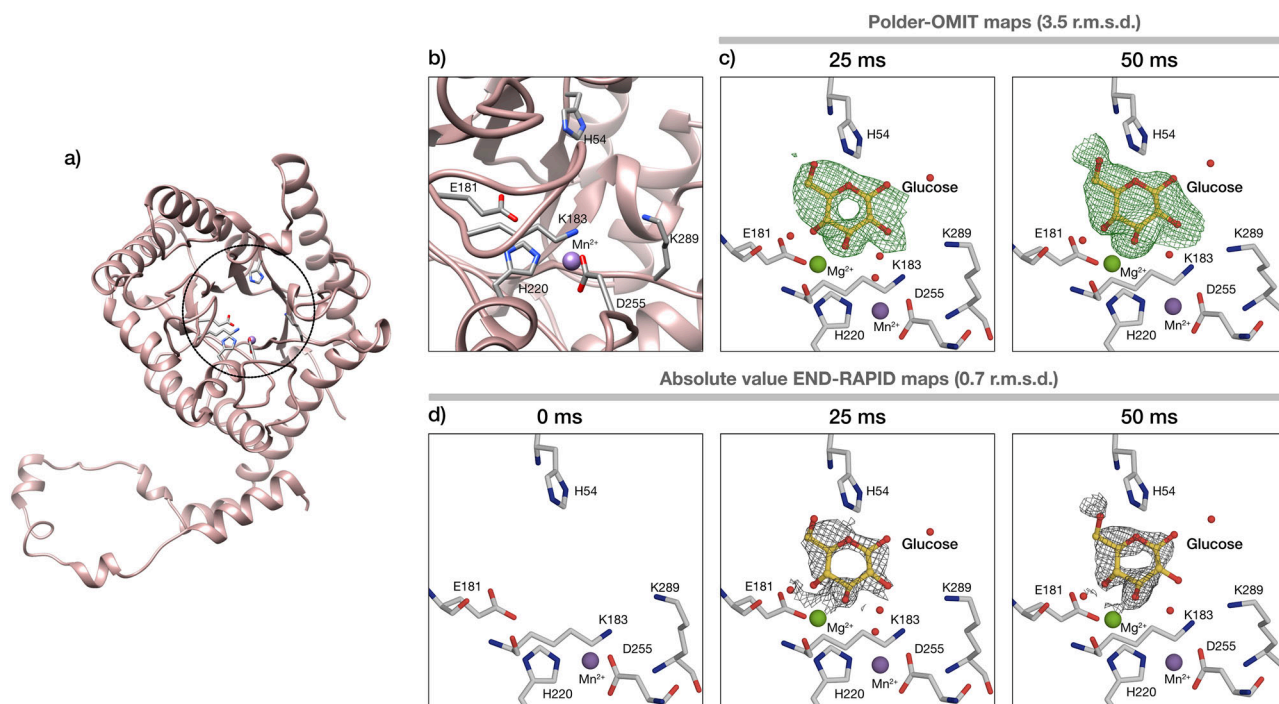 Polder-OMIT maps (3.5 r.m.s.d.)
a)
b)
H54
E181
K183
Mn²⁺
K289
H220
D255
c)
25 ms
50 ms
H54
Glucose
E181
K289
Mg²⁺
K183
D255
H220
Mn²⁺
H54
Glucose
E181
K289
Mg²⁺
K183
D255
H220
Mn²⁺
Absolute value END-RAPID maps (0.7 r.m.s.d.)
d)
0 ms
25 ms
50 ms
H54
E181
K289
K183
D255
Mn²⁺
H220
H54
Glucose
E181
K289
Mg²⁺
K183
D255
H220
Mn²⁺
H54
Glucose
E181
K289
Mg²⁺
K183
D255
H220
Mn²⁺